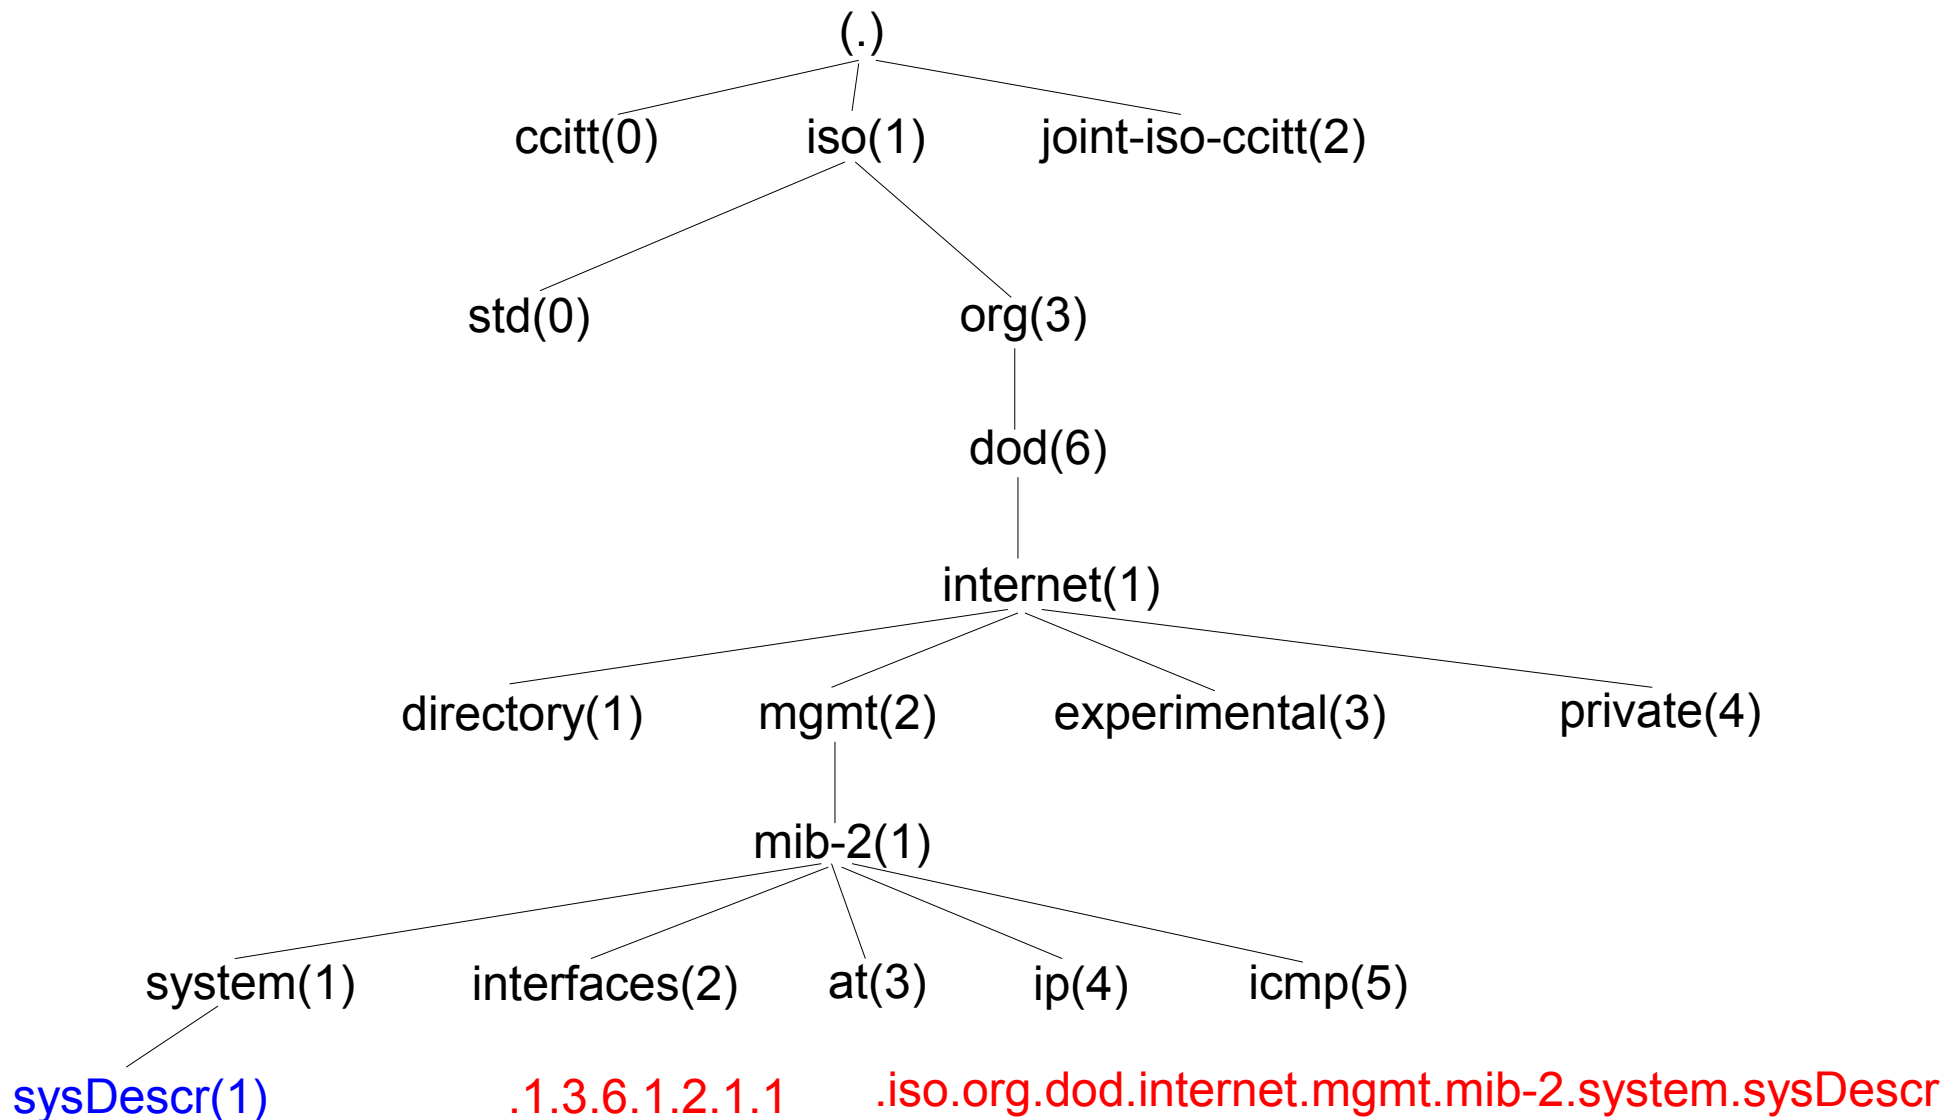 (.)
ccitt(0) iso(1) joint-iso-ccitt(2)
std(0) org(3)
dod(6)
internet(1)
directory(1) mgmt(2) experimental(3) private(4)
mib-2(1)
system(1) interfaces(2) at(3) ip(4) icmp(5)
sysDescr(1) .1.3.6.1.2.1.1 .iso.org.dod.internet.mgmt.mib-2.system.sysDescr